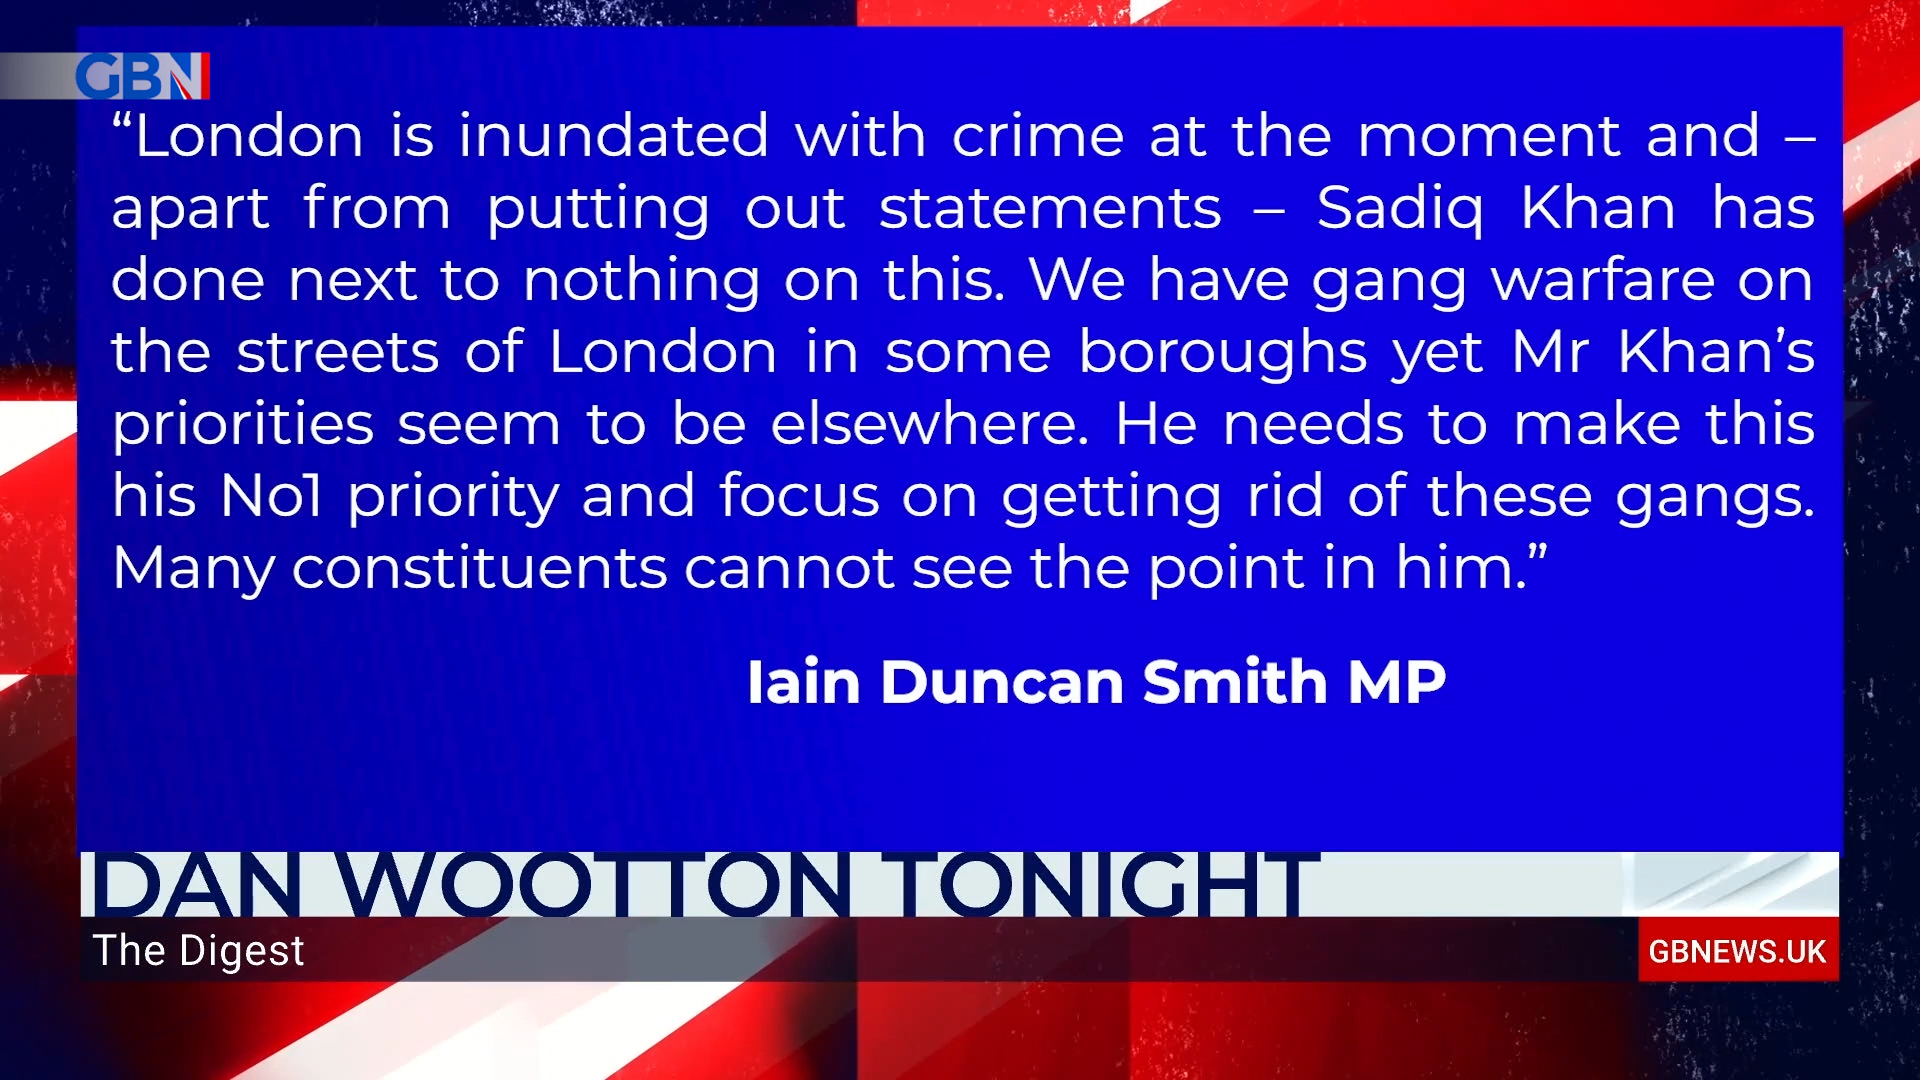 GBN
“London is inundated with crime at the moment and –
apart from putting out statements – Sadiq Khan has
done next to nothing on this. We have gang warfare on
the streets of London in some boroughs yet Mr Khan’s
priorities seem to be elsewhere. He needs to make this
his No1 priority and focus on getting rid of these gangs.
Many constituents cannot see the point in him.”
Iain Duncan Smith MP
DAN WOOTTON TONIGHT
The Digest
GBNEWS.UK